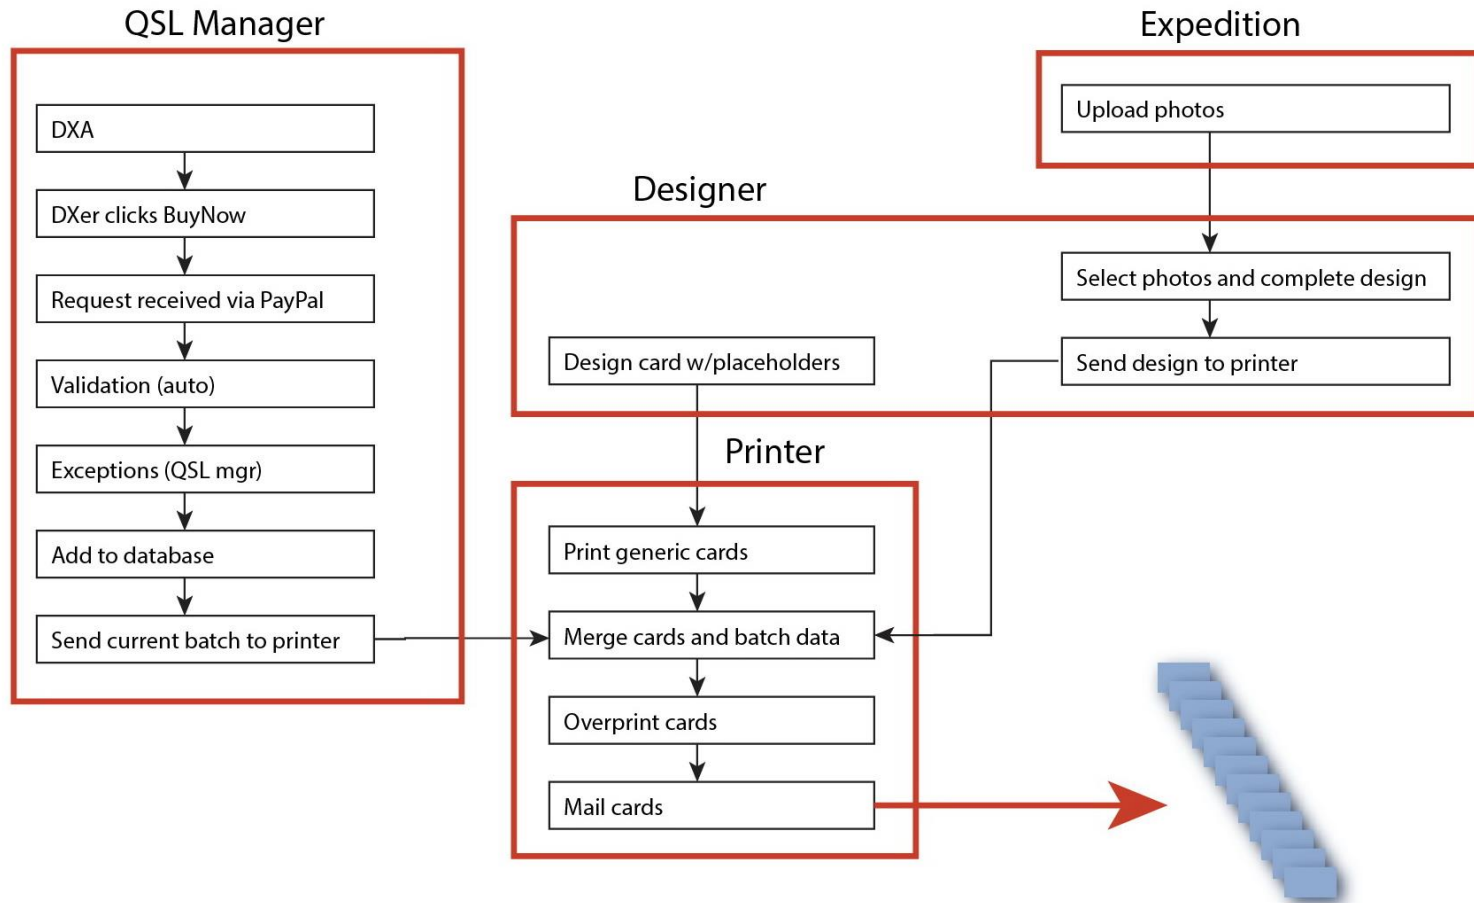 QSL Manager
DXA
DXer clicks BuyNow
Request received via PayPal
Validation (auto)
Exceptions (QSL mgr)
Add to database
Send current batch to printer
Expedition
Upload photos
Designer
Select photos and complete design
Design card w/placeholders
Send design to printer
Printer
Print generic cards
Merge cards and batch data
Overprint cards
Mail cards